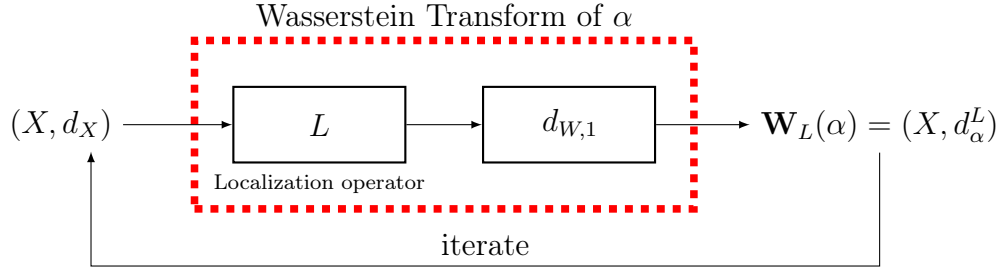 Wasserstein Transform of α
(X, d_X)
L
d_{W,1}
W_L(α) = (X, d_α^L)
Localization operator
iterate